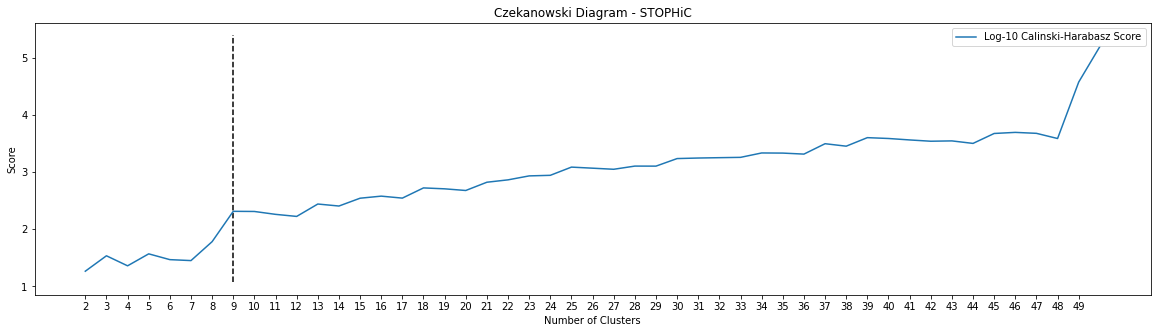 Czekanowski Diagram - STOPHiC
Log-10 Calinski-Harabasz Score
5
4
3
2
1
Score
2 3 4 5 6 7 8 9 10 11 12 13 14 15 16 17 18 19 20 21 22 23 24 25 26 27 28 29 30 31 32 33 34 35 36 37 38 39 40 41 42 43 44 45 46 47 48 49
Number of Clusters